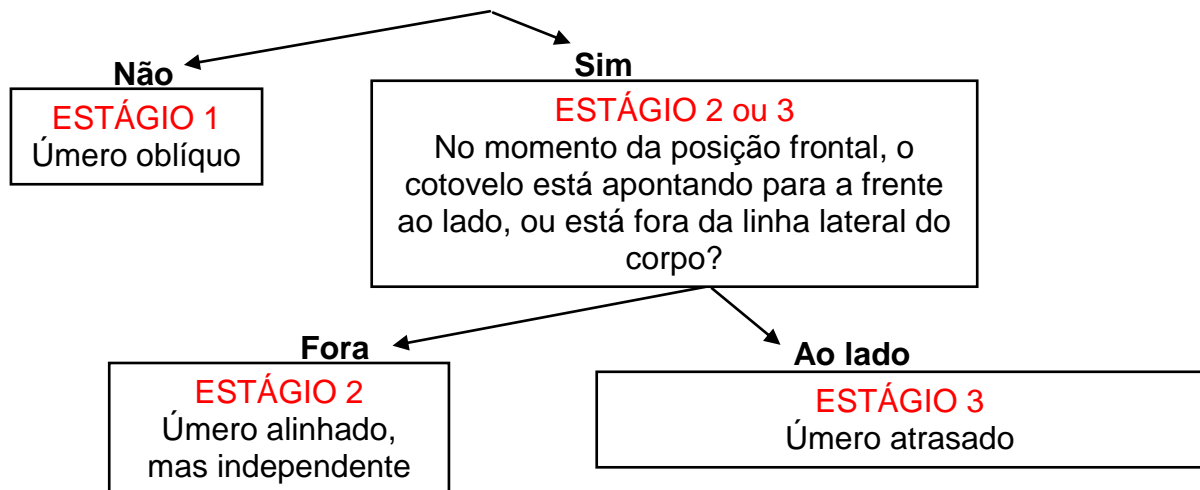 Não
Sim
ESTÁGIO 1
Úmero oblíquo
ESTÁGIO 2 ou 3
No momento da posição frontal, o
cotovelo está apontando para a frente
ao lado, ou está fora da linha lateral do
corpo?
Fora
Ao lado
ESTÁGIO 2
Úmero alinhado,
mas independente
ESTÁGIO 3
Úmero atrasado